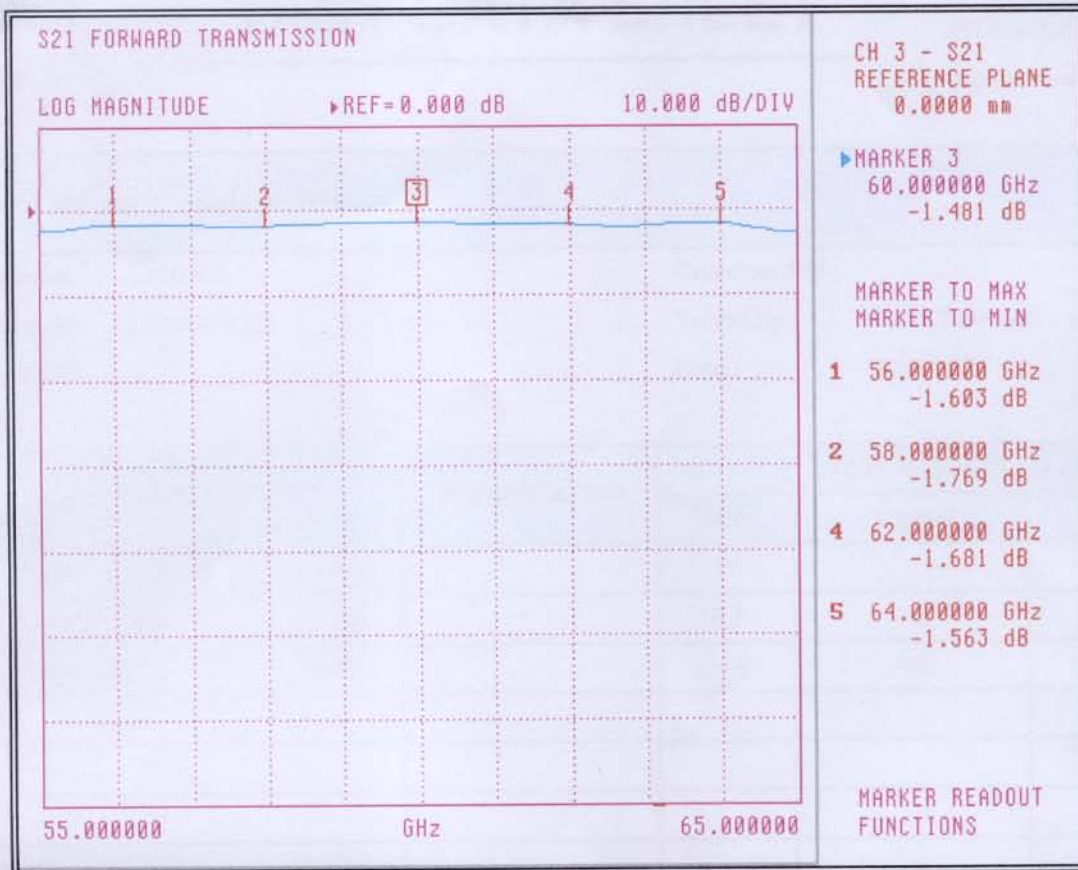 S21 FORWARD TRANSMISSION
LOG MAGNITUDE ▶REF=0.000 dB 10.000 dB/DIV
1 2 3 4 5
55.000000 GHz 65.000000
CH 3 - S21
REFERENCE PLANE
0.0000 mm
▶MARKER 3
60.000000 GHz
-1.481 dB
MARKER TO MAX
MARKER TO MIN
1 56.000000 GHz
-1.603 dB
2 58.000000 GHz
-1.769 dB
4 62.000000 GHz
-1.681 dB
5 64.000000 GHz
-1.563 dB
MARKER READOUT
FUNCTIONS